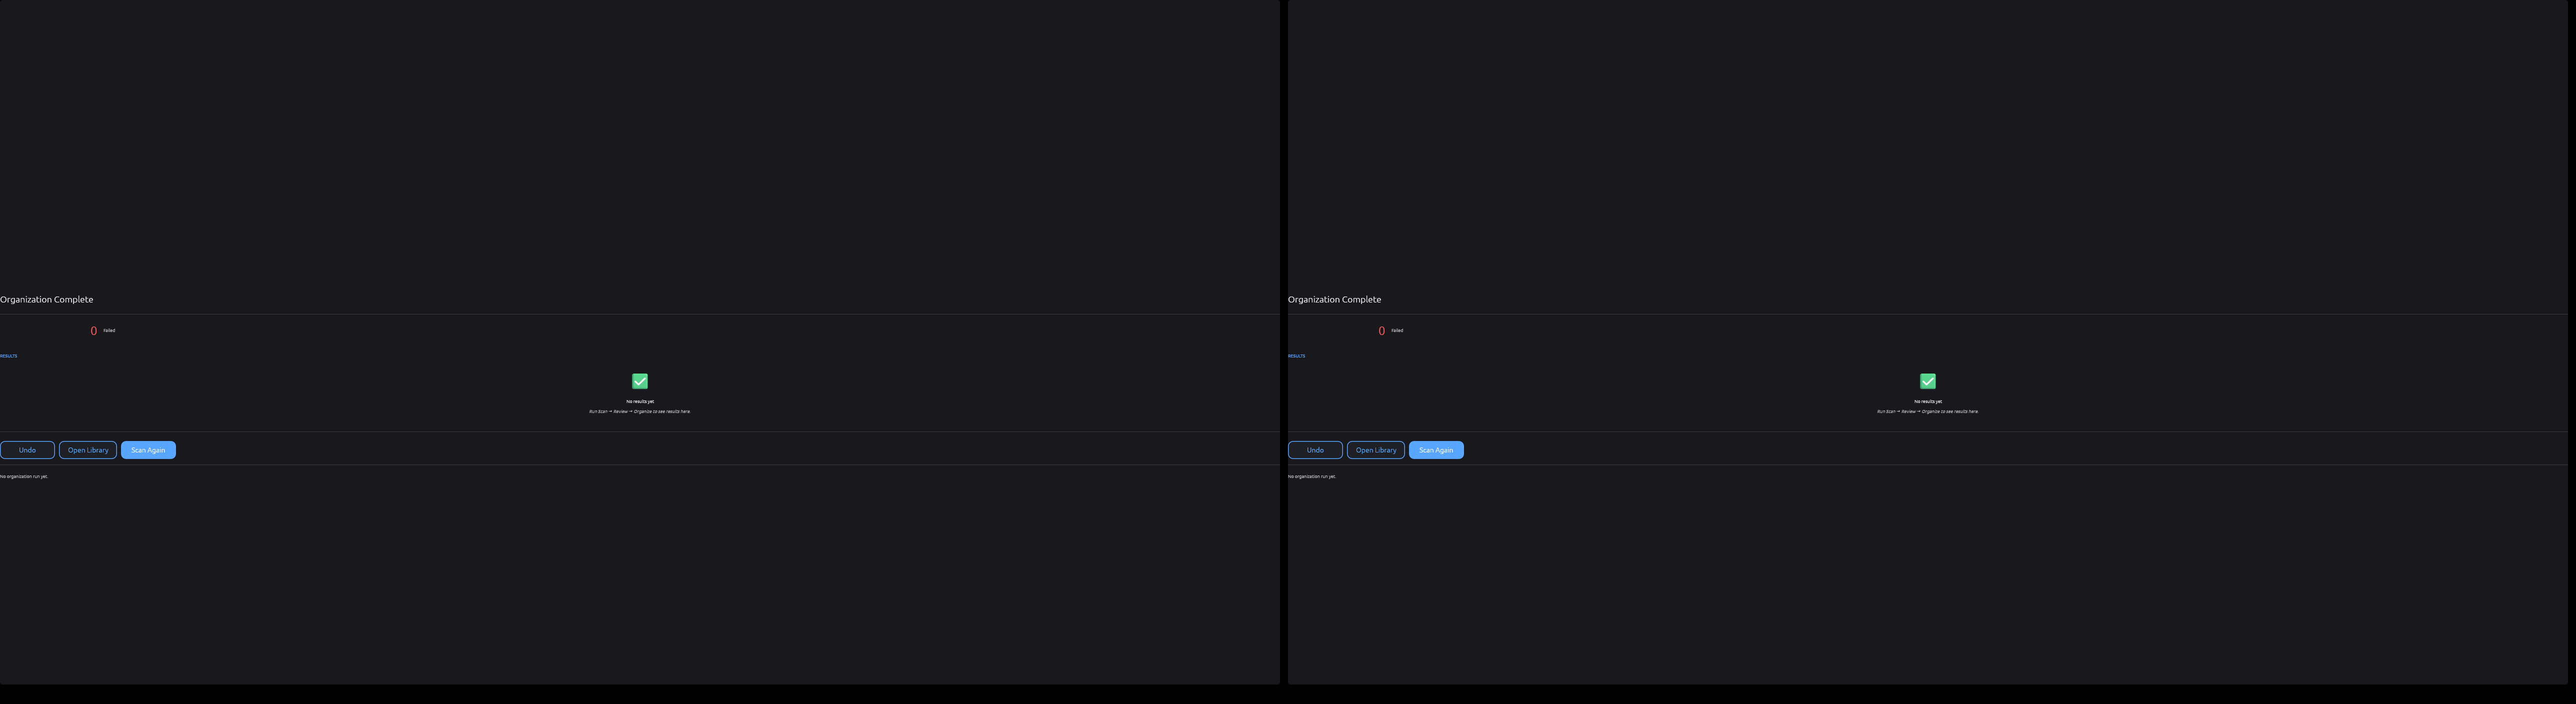 Organization Complete
0 Failed
RESULTS
No results yet
Run Scan → Review → Organize to see results here.
Undo Open Library Scan Again
No organization run yet.
Organization Complete
0 Failed
RESULTS
No results yet
Run Scan → Review → Organize to see results here.
Undo Open Library Scan Again
No organization run yet.